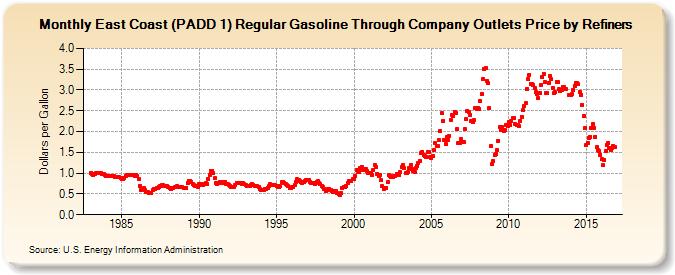 Monthly East Coast (PADD 1) Regular Gasoline Through Company Outlets Price by Refiners
Dollars per Gallon
4.0
3.5
3.0
2.5
2.0
1.5
1.0
0.5
0.0
1985 1990 1995 2000 2005 2010 2015
Source: U.S. Energy Information Administration